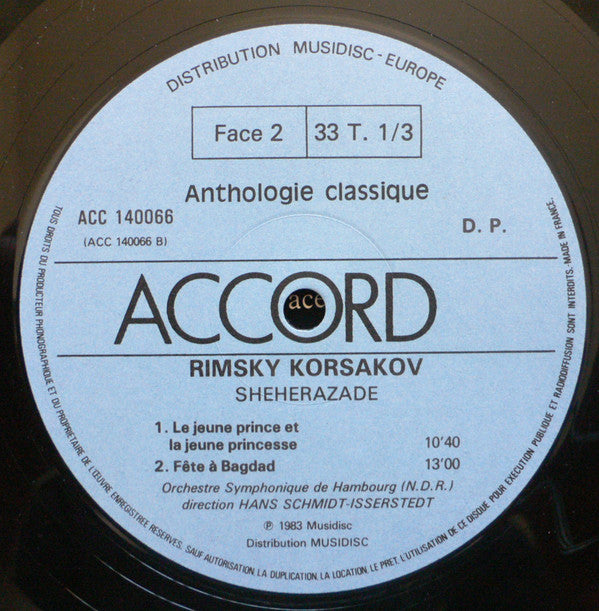 DISTRIBUTION MUSIDISC - EUROPE
Face 2
33 T. 1/3
Anthologie classique
ACC 140066
(ACC 140066 B)
D. P.
ACCORD
ace
RIMSKY KORSAKOV
SHEHERAZADE
1. Le jeune prince et
la jeune princesse 10'40
2. Fête à Bagdad 13'00
Orchestre Symphonique de Hambourg (N.D.R.)
direction HANS SCHMIDT-ISSERSTEDT
℗ 1983 Musidisc
Distribution MUSIDISC
TOUS DROITS DU PRODUCTEUR PHONOGRAPHIQUE ET DU PROPRIETAIRE DE L'ŒUVRE ENREGISTREE RESERVES. SAUF AUTORISATION, LA DUPLICATION, LA LOCATION, LE PRET, L'UTILISATION DE CE DISQUE POUR EXECUTION PUBLIQUE ET RADIODIFFUSION SONT INTERDITS. - MADE IN FRANCE.